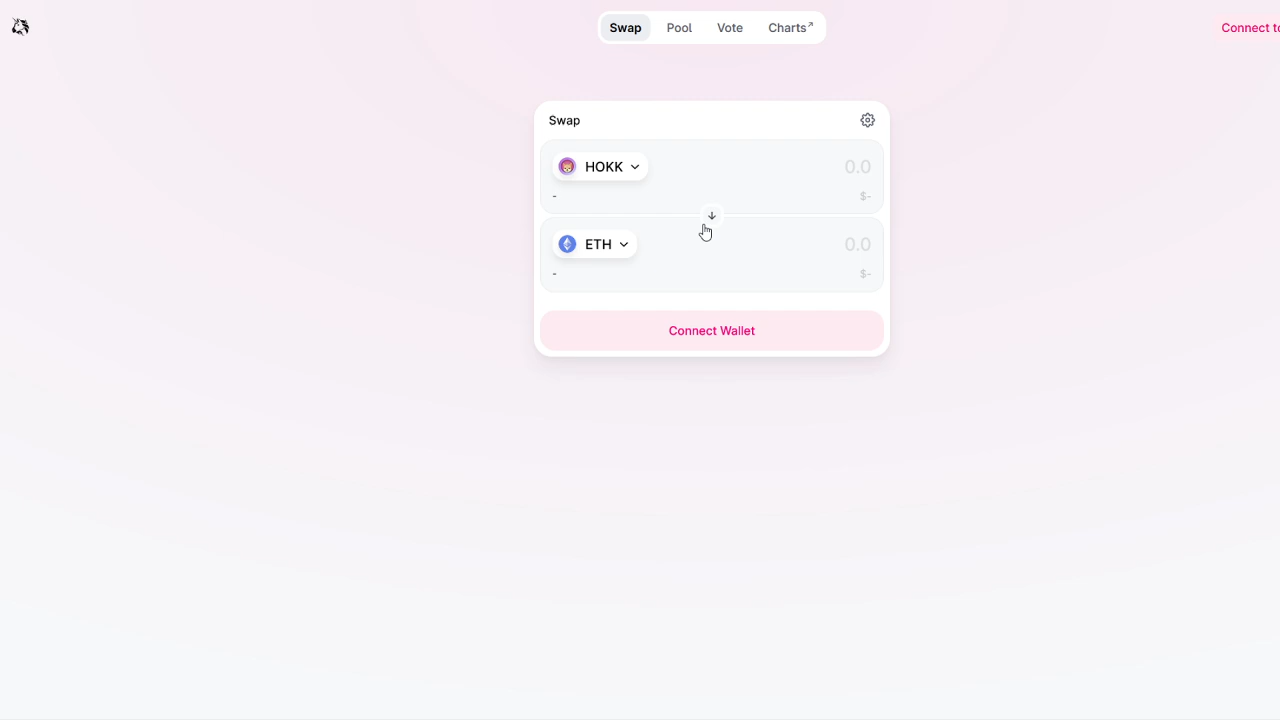 Swap Pool Vote Charts↗
Connect to
Swap
HOKK 0.0
- $-
ETH 0.0
- $-
Connect Wallet